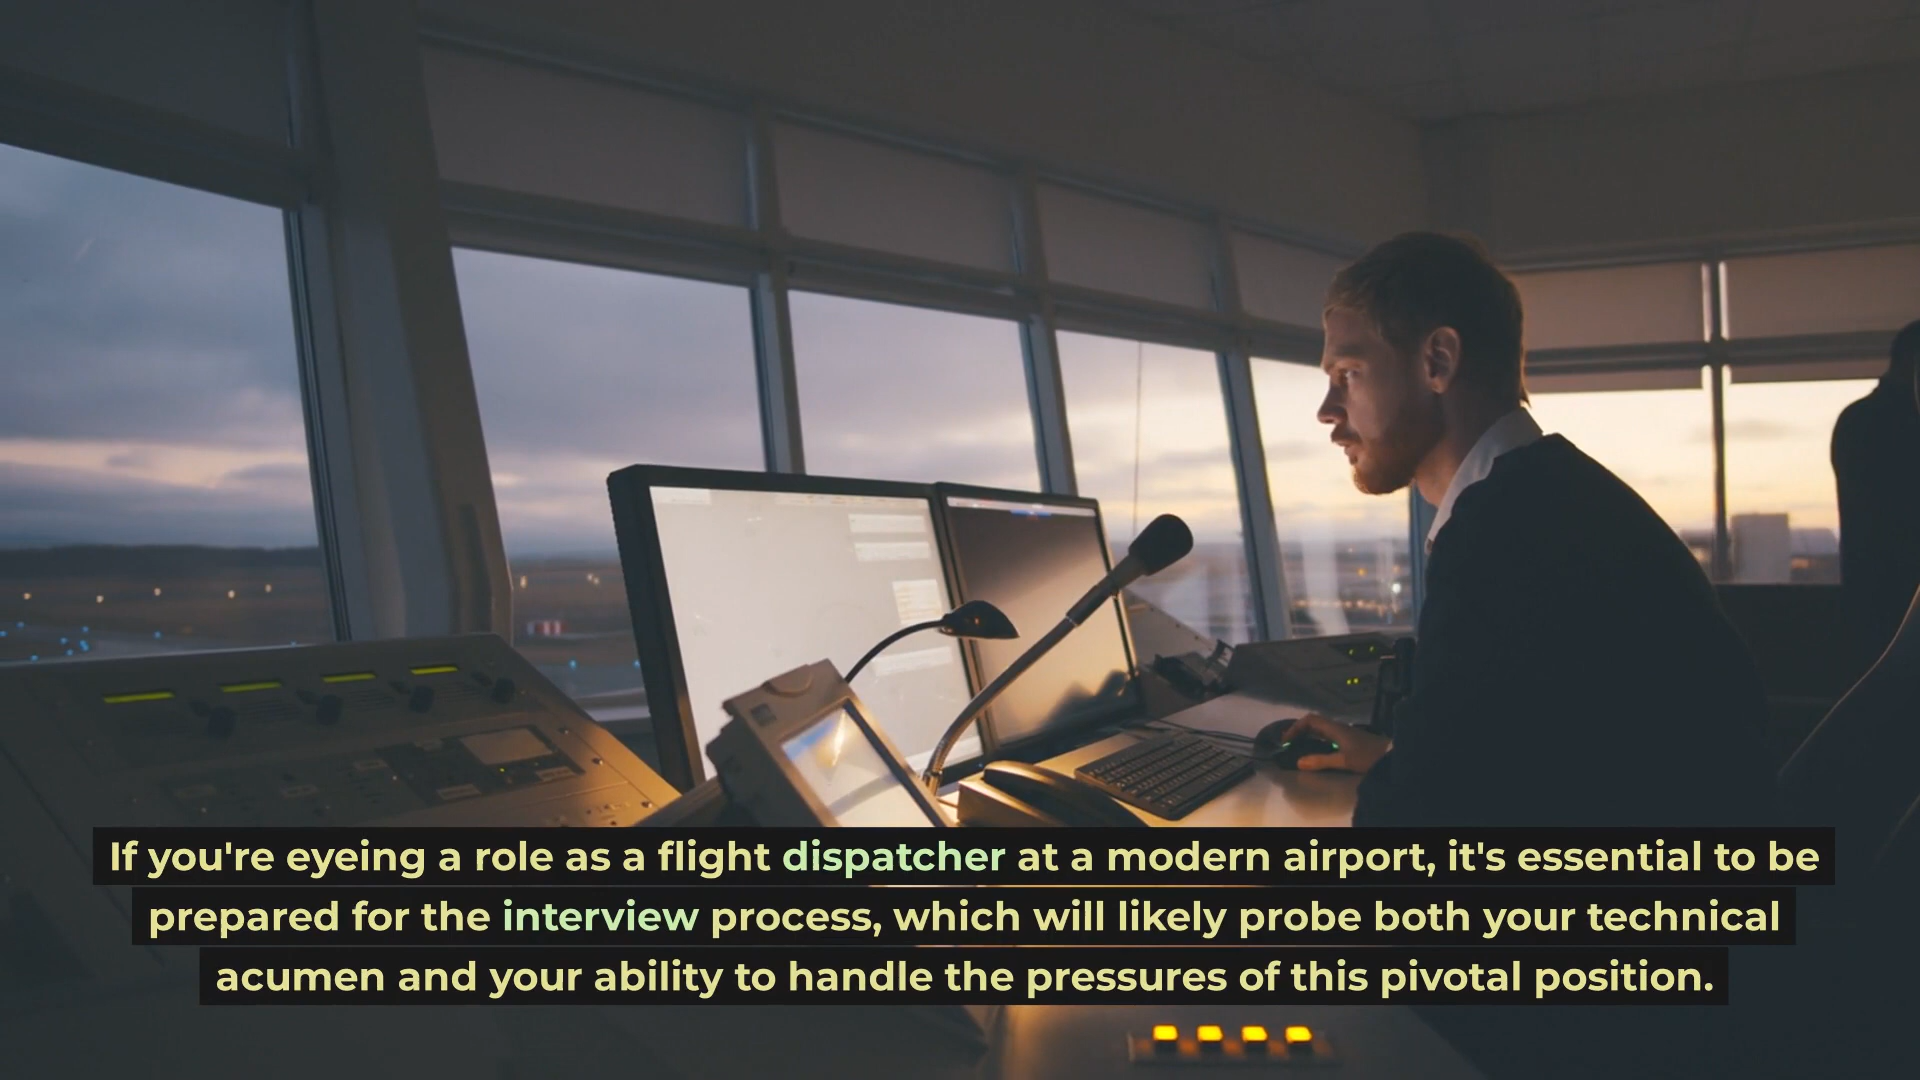 If you're eyeing a role as a flight dispatcher at a modern airport, it's essential to be
prepared for the interview process, which will likely probe both your technical
acumen and your ability to handle the pressures of this pivotal position.